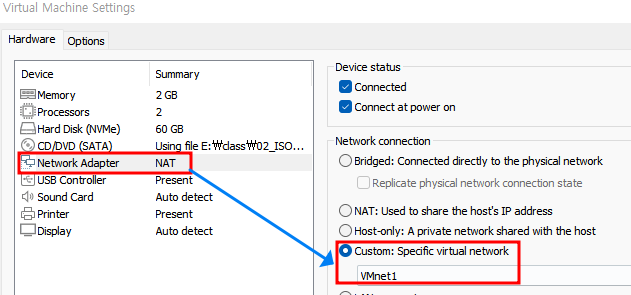 Virtual Machine Settings
Hardware Options
Device Summary
Memory 2 GB
Processors 2
Hard Disk (NVMe) 60 GB
CD/DVD (SATA) Using file E:₩class₩02_ISO...
Network Adapter NAT
USB Controller Present
Sound Card Auto detect
Printer Present
Display Auto detect
Device status
Connected
Connect at power on
Network connection
Bridged: Connected directly to the physical network
Replicate physical network connection state
NAT: Used to share the host's IP address
Host-only: A private network shared with the host
Custom: Specific virtual network
VMnet1